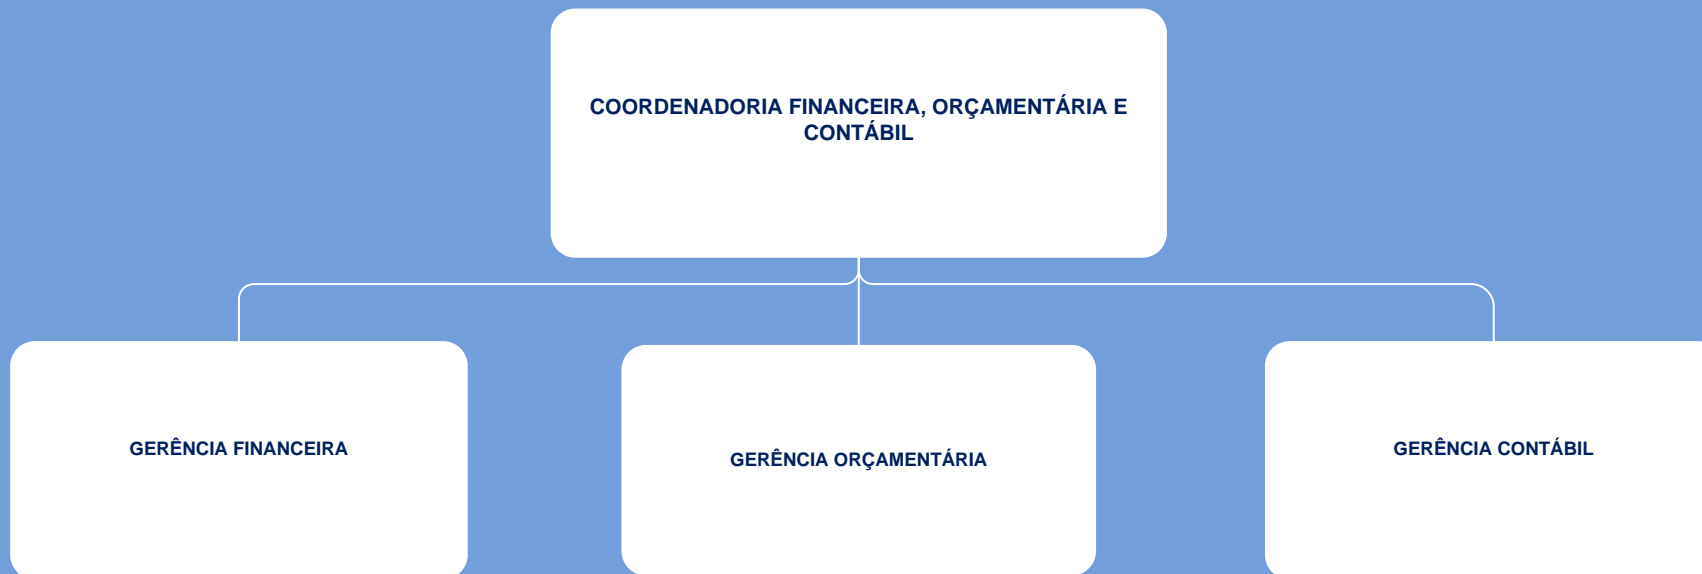 COORDENADORIA FINANCEIRA, ORÇAMENTÁRIA E
CONTÁBIL
GERÊNCIA FINANCEIRA
GERÊNCIA ORÇAMENTÁRIA
GERÊNCIA CONTÁBIL